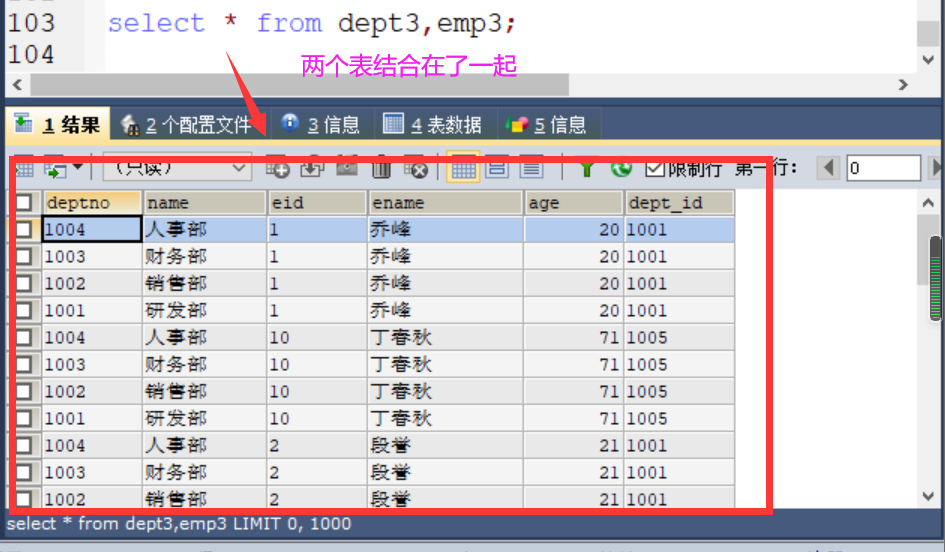 103 select * from dept3,emp3;
104
两个表结合在了一起
1 结果 2 个配置文件 3 信息 4 表数据 5 信息
(只读) 限制行 第一行: 0
deptno name eid ename age dept_id
1004 人事部 1 乔峰 20 1001
1003 财务部 1 乔峰 20 1001
1002 销售部 1 乔峰 20 1001
1001 研发部 1 乔峰 20 1001
1004 人事部 10 丁春秋 71 1005
1003 财务部 10 丁春秋 71 1005
1002 销售部 10 丁春秋 71 1005
1001 研发部 10 丁春秋 71 1005
1004 人事部 2 段誉 21 1001
1003 财务部 2 段誉 21 1001
1002 销售部 2 段誉 21 1001
select * from dept3,emp3 LIMIT 0, 1000